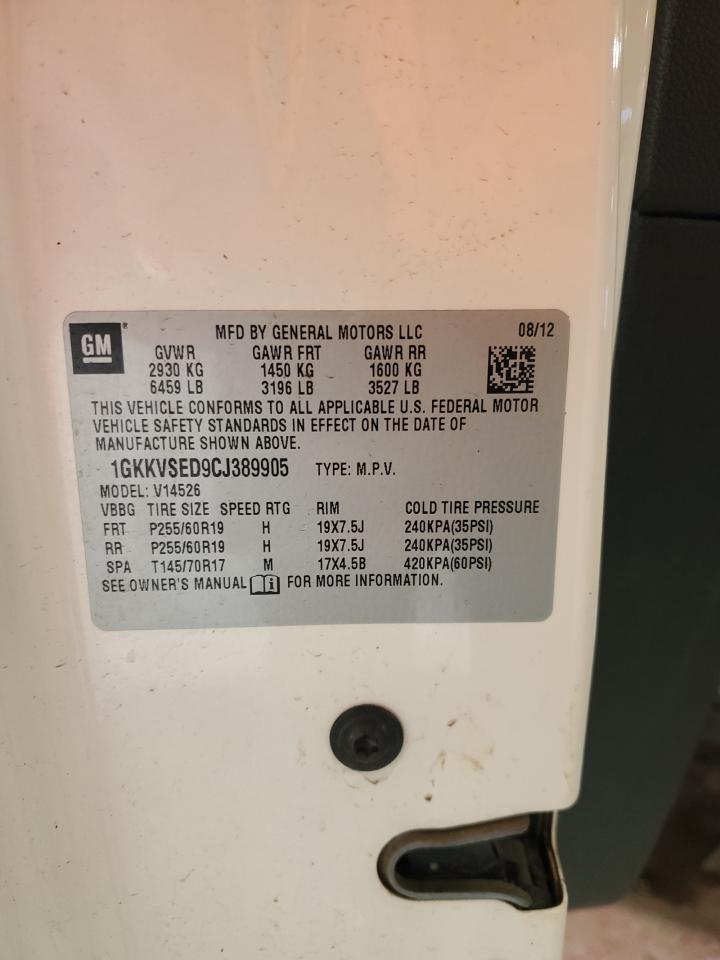 GM
®
MFD BY GENERAL MOTORS LLC 08/12
GVWR GAWR FRT GAWR RR
2930 KG 1450 KG 1600 KG
6459 LB 3196 LB 3527 LB
THIS VEHICLE CONFORMS TO ALL APPLICABLE U.S. FEDERAL MOTOR
VEHICLE SAFETY STANDARDS IN EFFECT ON THE DATE OF
MANUFACTURE SHOWN ABOVE.
1GKKVSED9CJ389905 TYPE: M.P.V.
MODEL: V14526
VBBG TIRE SIZE SPEED RTG RIM COLD TIRE PRESSURE
FRT P255/60R19 H 19X7.5J 240KPA(35PSI)
RR P255/60R19 H 19X7.5J 240KPA(35PSI)
SPA T145/70R17 M 17X4.5B 420KPA(60PSI)
SEE OWNER'S MANUAL i FOR MORE INFORMATION.